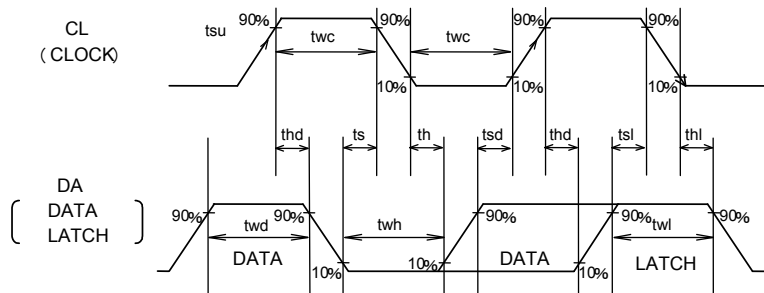 CL
( CLOCK)
tsu
90% 90% 90% 90%
twc twc
10% 10% 10%
thd ts th tsd thd tsl thl
DA
DATA
LATCH
90% 90% 90% 90% 90%
twd twh twl
10% 10% 10%
DATA DATA LATCH